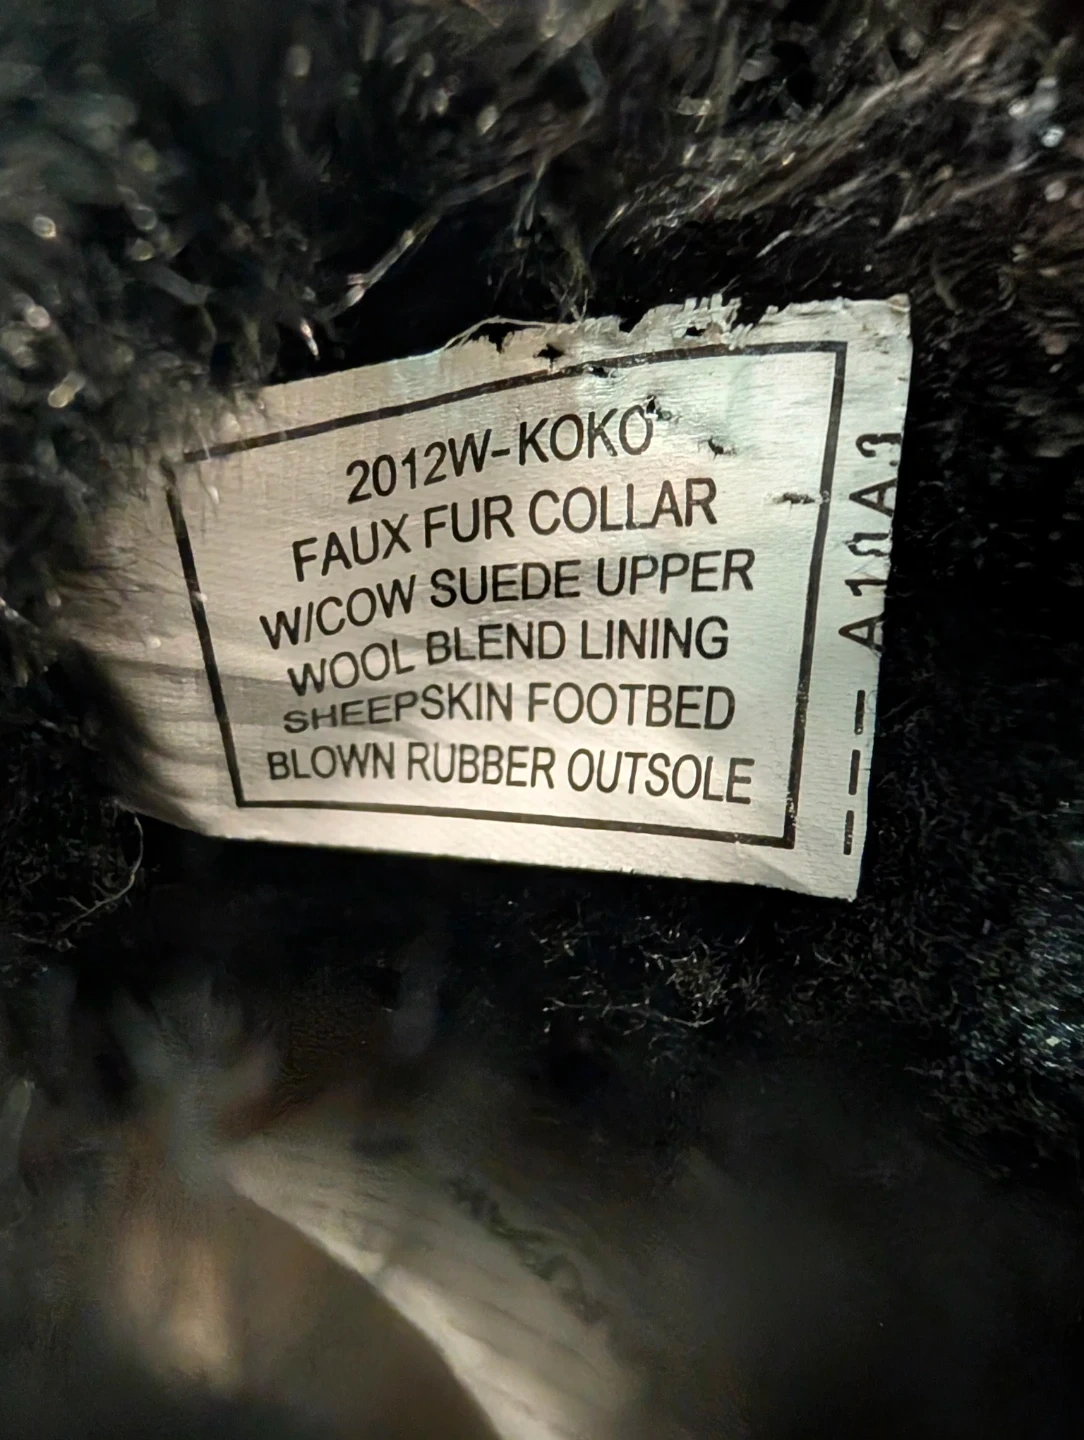 2012W-KOKO
FAUX FUR COLLAR
W/COW SUEDE UPPER
WOOL BLEND LINING
SHEEPSKIN FOOTBED
BLOWN RUBBER OUTSOLE